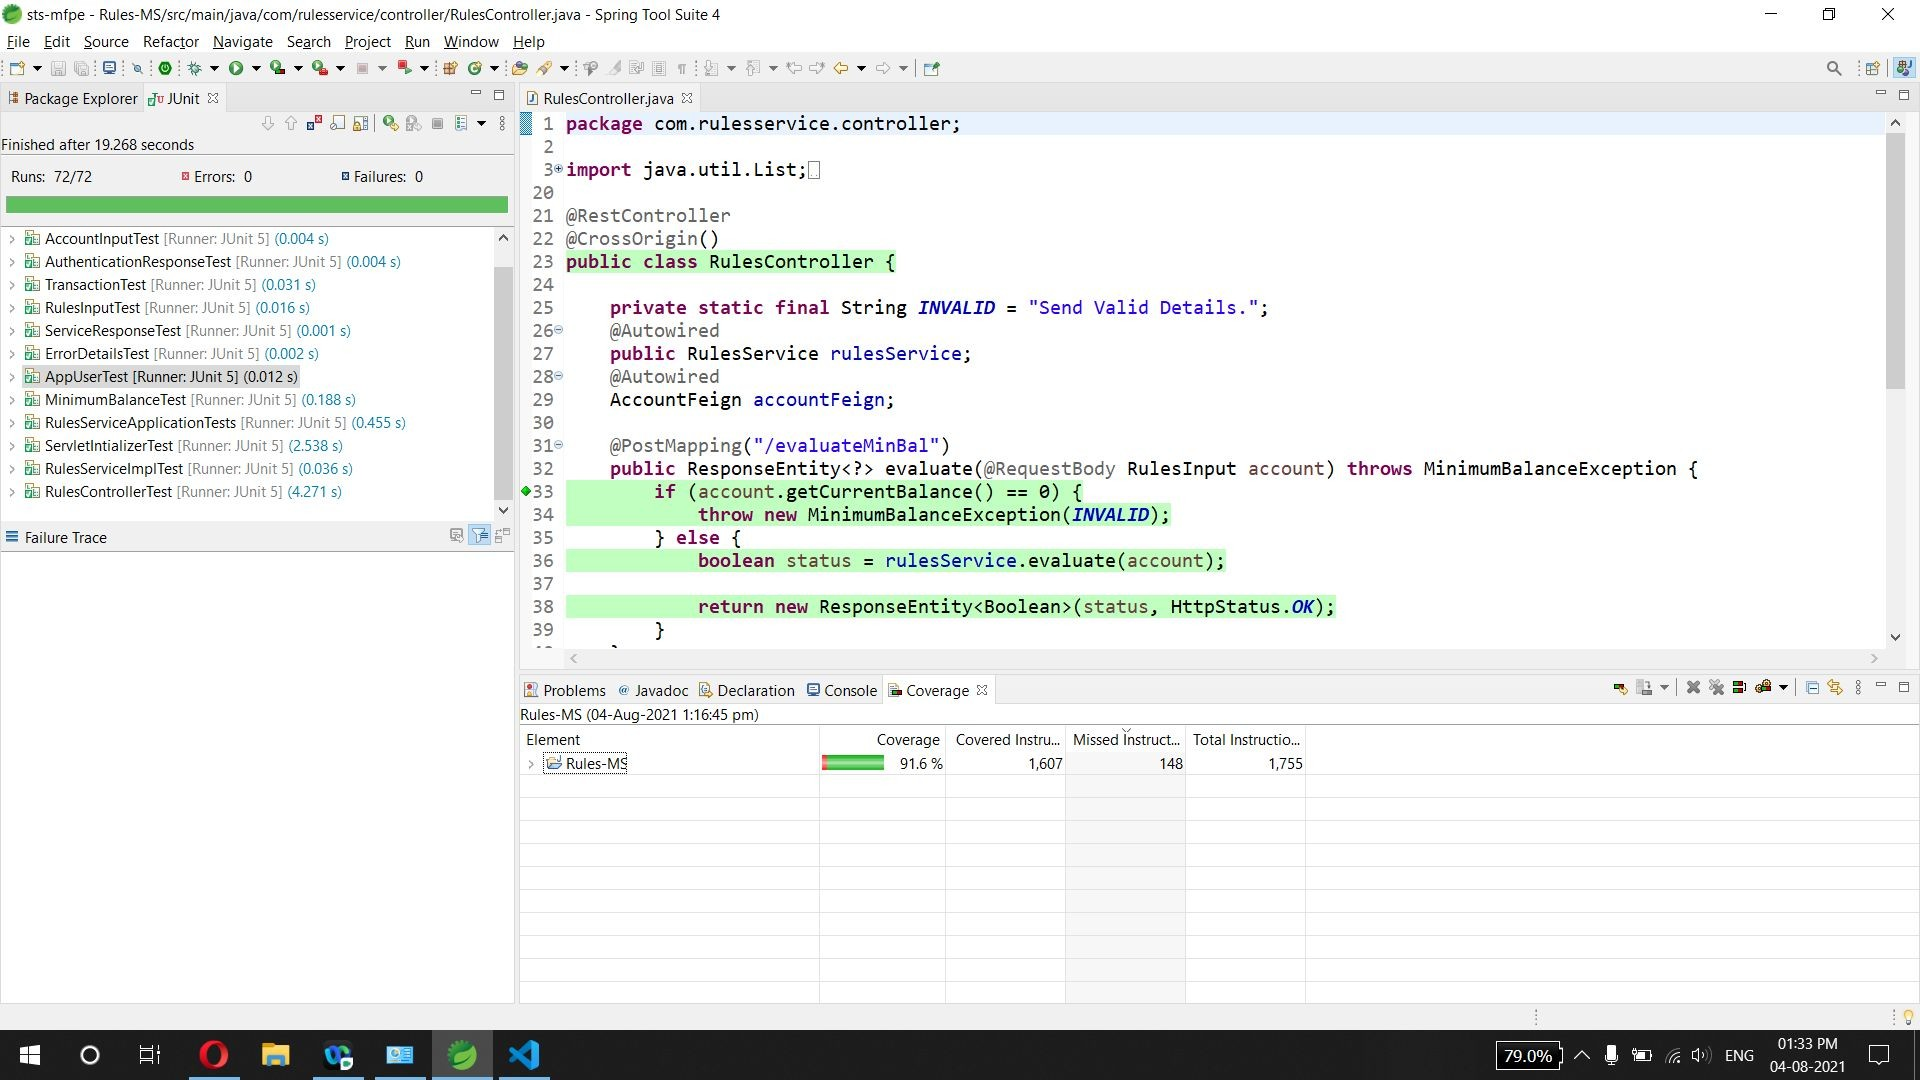 sts-mfpe - Rules-MS/src/main/java/com/rulesservice/controller/RulesController.java - Spring Tool Suite 4
File Edit Source Refactor Navigate Search Project Run Window Help
Package Explorer JUnit
Finished after 19.268 seconds
Runs: 72/72 Errors: 0 Failures: 0
AccountInputTest [Runner: JUnit 5] (0.004 s)
AuthenticationResponseTest [Runner: JUnit 5] (0.004 s)
TransactionTest [Runner: JUnit 5] (0.031 s)
RulesInputTest [Runner: JUnit 5] (0.016 s)
ServiceResponseTest [Runner: JUnit 5] (0.001 s)
ErrorDetailsTest [Runner: JUnit 5] (0.002 s)
AppUserTest [Runner: JUnit 5] (0.012 s)
MinimumBalanceTest [Runner: JUnit 5] (0.188 s)
RulesServiceApplicationTests [Runner: JUnit 5] (0.455 s)
ServletIntializerTest [Runner: JUnit 5] (2.538 s)
RulesServiceImplTest [Runner: JUnit 5] (0.036 s)
RulesControllerTest [Runner: JUnit 5] (4.271 s)
Failure Trace
RulesController.java
1 package com.rulesservice.controller;
2
3 import java.util.List;
20
21 @RestController
22 @CrossOrigin()
23 public class RulesController {
24
25 private static final String INVALID = "Send Valid Details.";
26 @Autowired
27 public RulesService rulesService;
28 @Autowired
29 AccountFeign accountFeign;
30
31 @PostMapping("/evaluateMinBal")
32 public ResponseEntity<?> evaluate(@RequestBody RulesInput account) throws MinimumBalanceException {
33 if (account.getCurrentBalance() == 0) {
34 throw new MinimumBalanceException(INVALID);
35 } else {
36 boolean status = rulesService.evaluate(account);
37
38 return new ResponseEntity<Boolean>(status, HttpStatus.OK);
39 }
Problems @ Javadoc Declaration Console Coverage
Rules-MS (04-Aug-2021 1:16:45 pm)
Element Coverage Covered Instru... Missed Instruct... Total Instructio...
Rules-MS 91.6 % 1,607 148 1,755
79.0% ENG 01:33 PM
04-08-2021